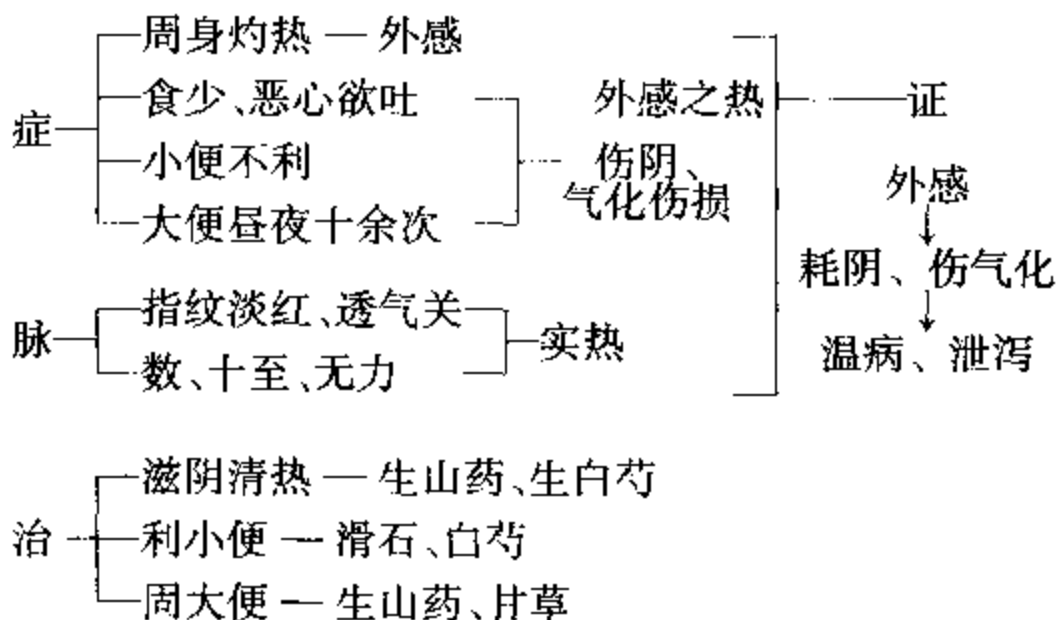 周身灼热 — 外感
食少、恶心欲吐
小便不利
大便昼夜十余次
症
外感之热
伤阴、
气化伤损
证
外感
耗阴、伤气化
温病、泄泻
指纹淡红、透气关
数、十至、无力
脉
实热
滋阴清热 — 生山药、生白芍
利小便 — 滑石、白芍
周大便 — 生山药、甘草
治